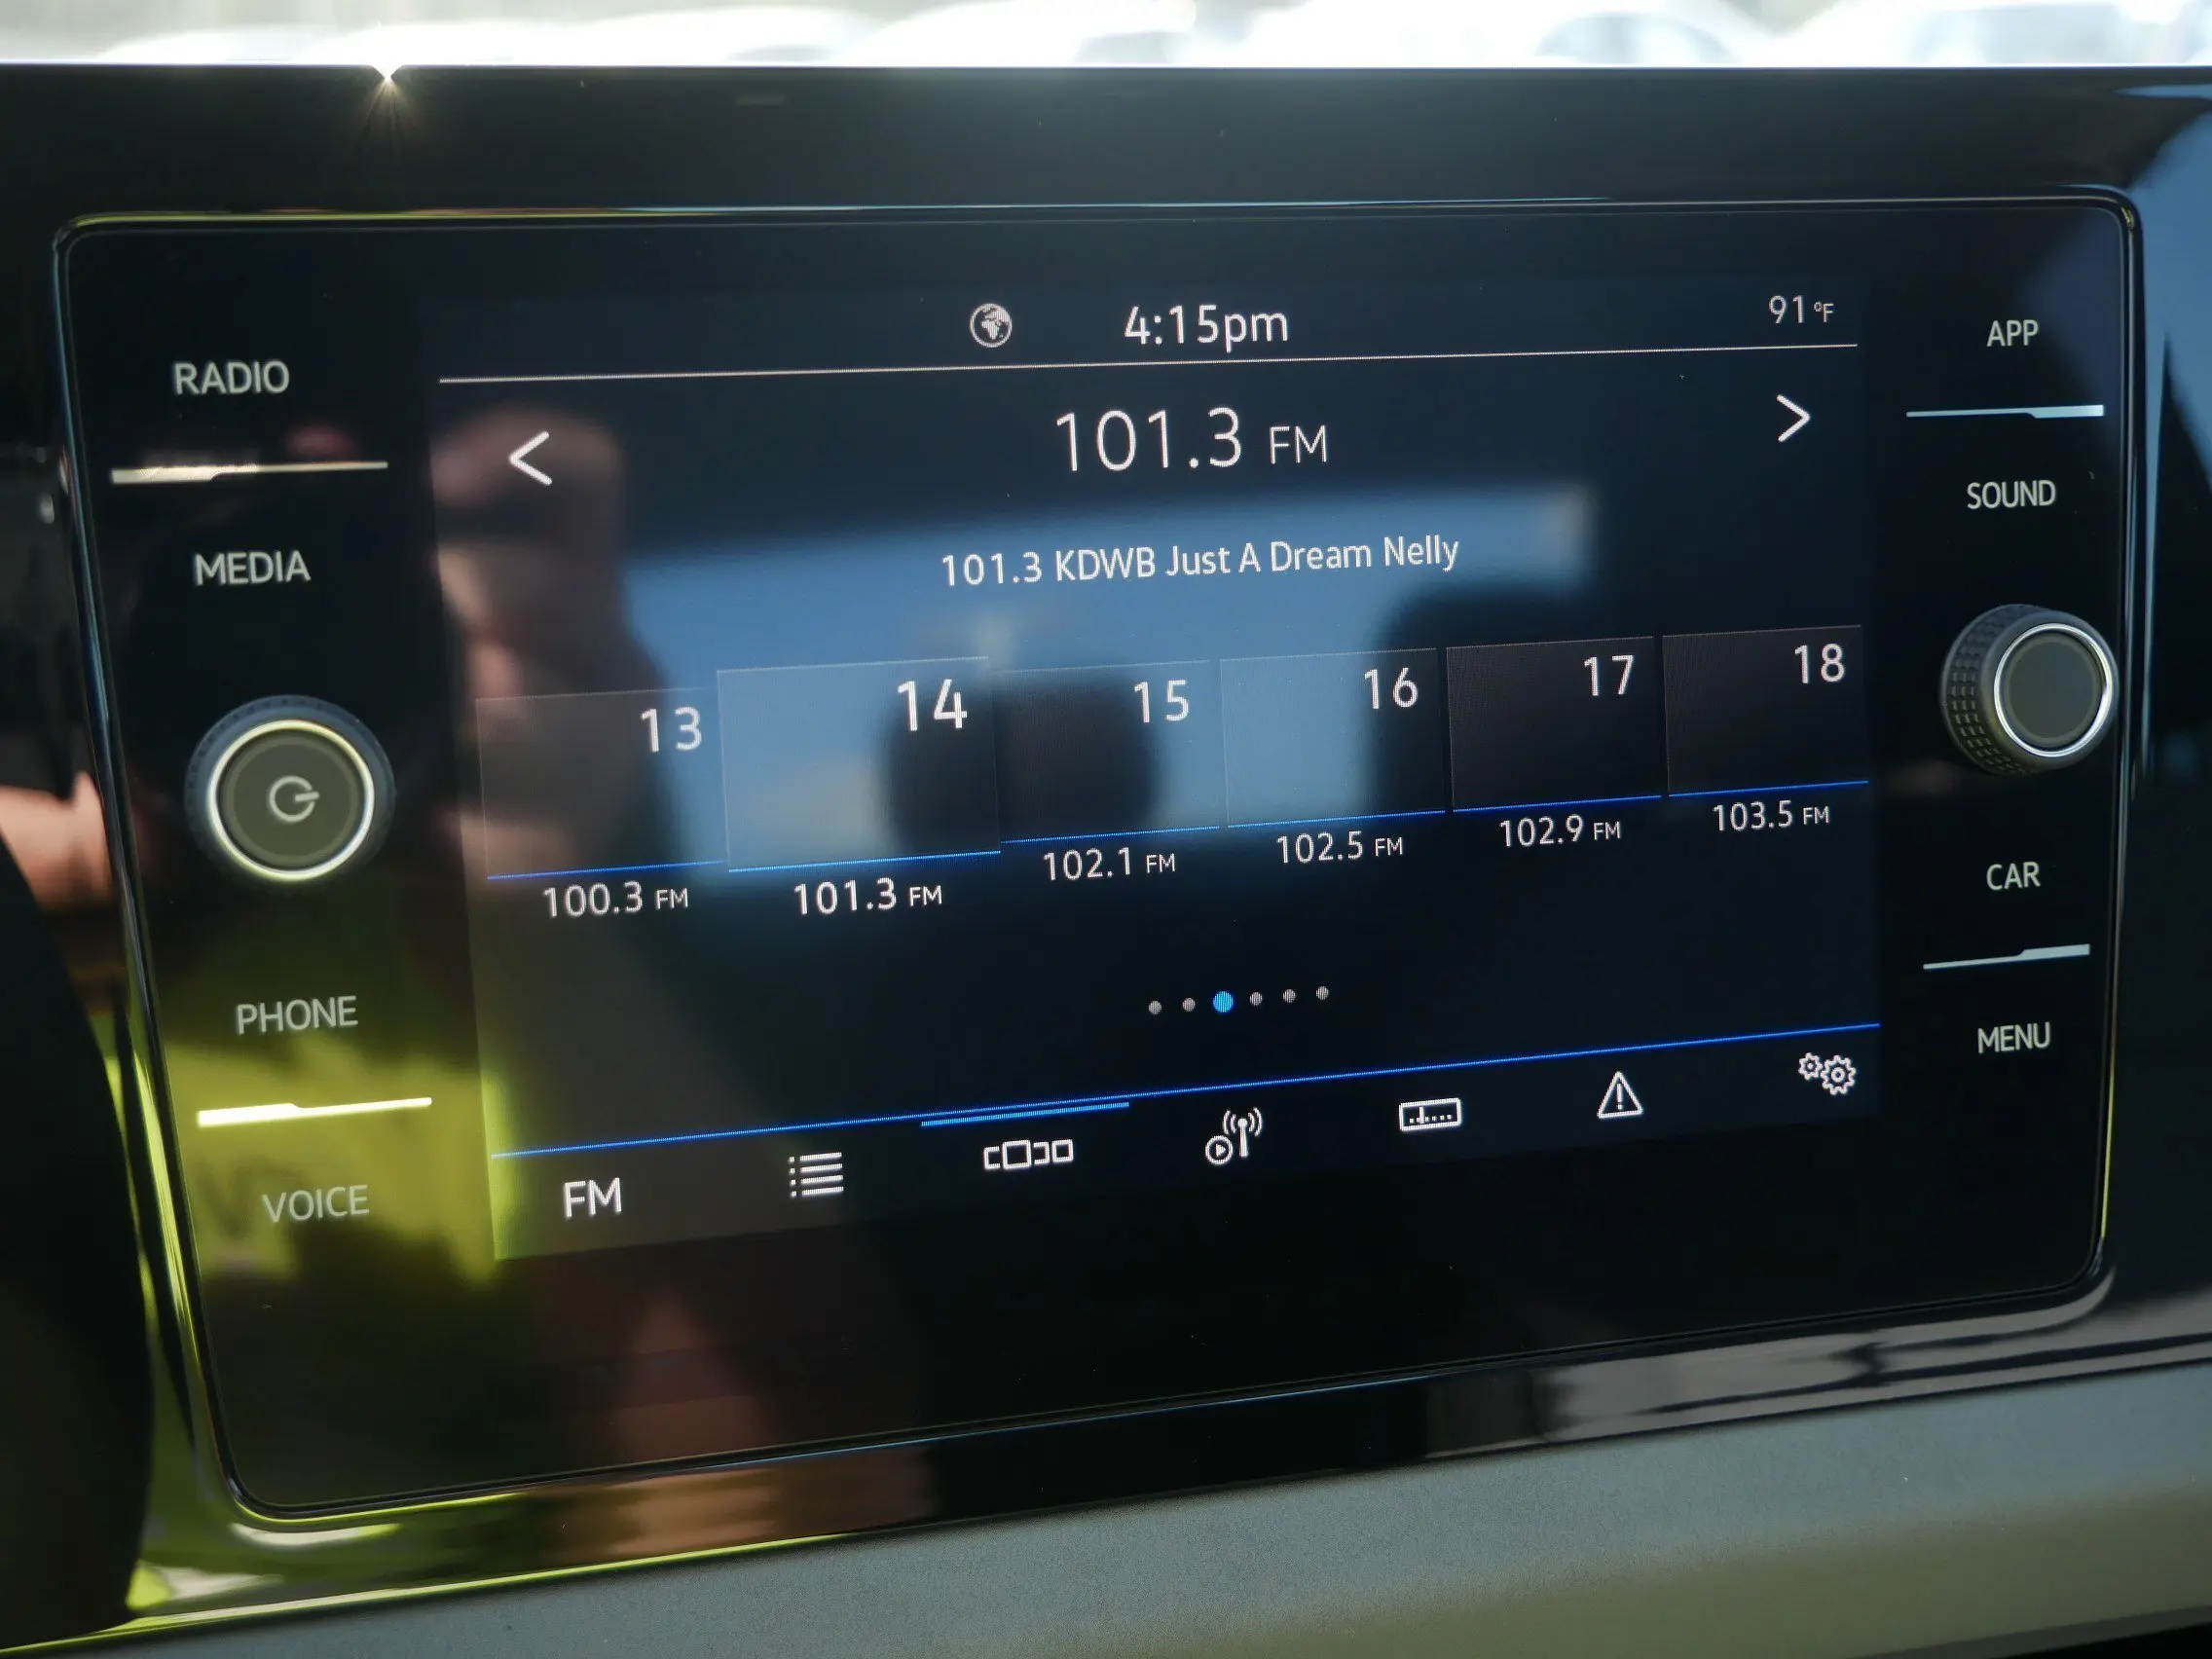 4:15pm
91°F
RADIO
APP
101.3 FM
MEDIA
SOUND
101.3 KDWB Just A Dream Nelly
13 14 15 16 17 18
100.3 FM 101.3 FM 102.1 FM 102.5 FM 102.9 FM 103.5 FM
CAR
PHONE
MENU
VOICE
FM